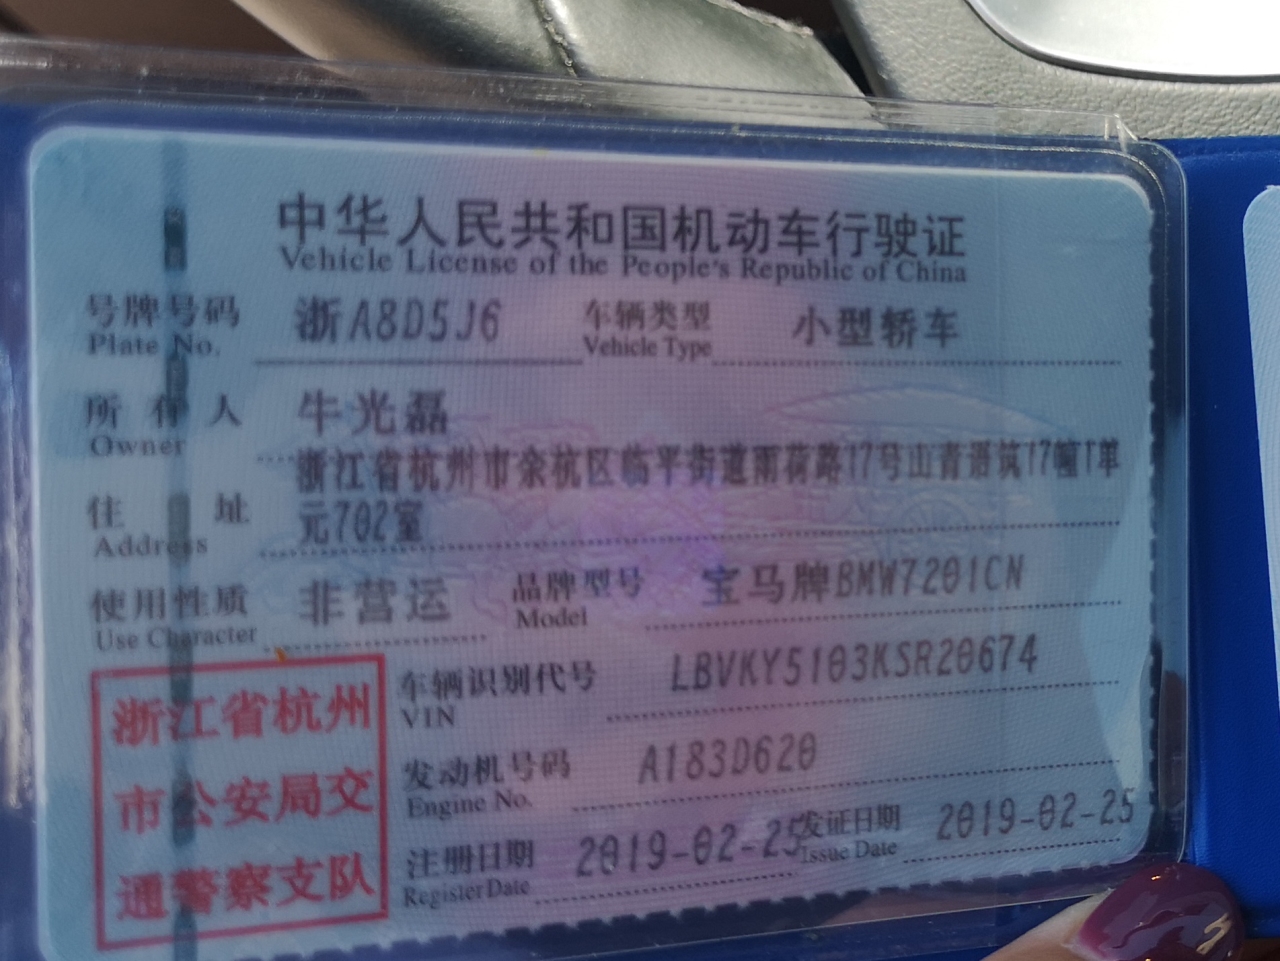 中华人民共和国机动车行驶证
Vehicle License of the People's Republic of China
号牌号码 浙A8D5J6 车辆类型 小型轿车
Plate No. Vehicle Type
所有人 牛光磊
Owner
浙江省杭州市余杭区临平街道雨荷路17号山青语筑17幢1单
住址 元702室
Address
使用性质 非营运 品牌型号 宝马牌BMW7201CN
Use Character Model
车辆识别代号 LBVKY5103KSR20674
VIN
发动机号码 A183D620
Engine No.
注册日期 2019-02-25 发证日期 2019-02-25
Register Date Issue Date
浙江省杭州
市公安局交
通警察支队